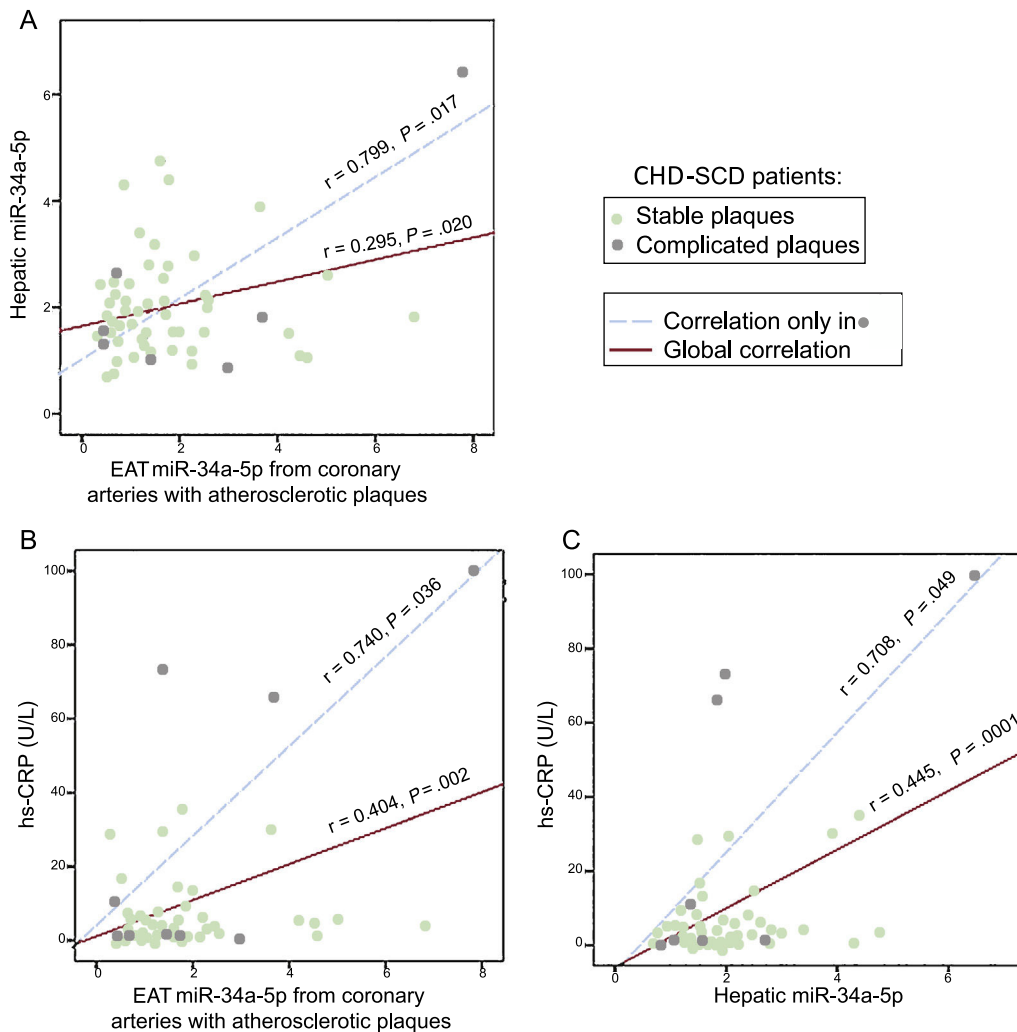 A
Hepatic miR-34a-5p
6
4
2
0
r = 0.799, P = .017
r = 0.295, P = .020
0 2 4 6 8
EAT miR-34a-5p from coronary
arteries with atherosclerotic plaques
CHD-SCD patients:
Stable plaques
Complicated plaques
Correlation only in
Global correlation
B
hs-CRP (U/L)
100
80
60
40
20
0
r = 0.740, P = .036
r = 0.404, P = .002
0 2 4 6 8
EAT miR-34a-5p from coronary
arteries with atherosclerotic plaques
C
hs-CRP (U/L)
100
80
60
40
20
0
r = 0.708, P = .049
r = 0.445, P = .0001
0 2 4 6
Hepatic miR-34a-5p